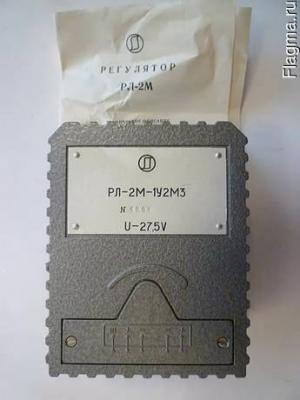 РЕГУЛЯТОР
РЛ-2М
РЛ-2М-1У2М3
N
U-27,5V
Flagma.ru